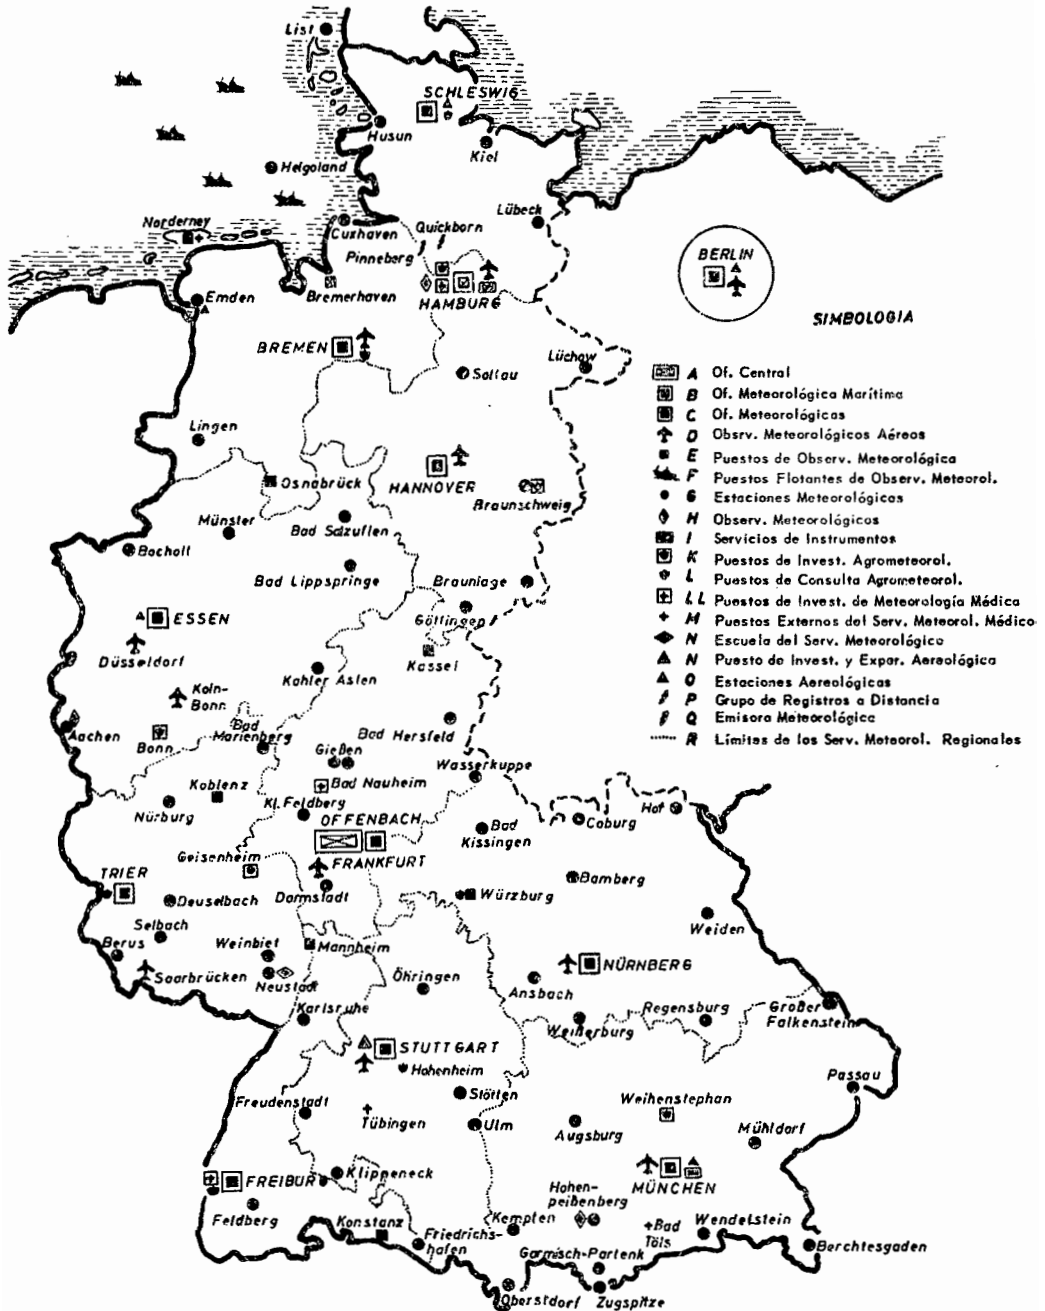 List
SCHLESWIG
Husun
Kiel
Helgoland
Lübeck
Norderney
Cuxhaven
Quickborn
Pinneberg
BERLIN
Emden
Bremerhaven
HAMBURG
SIMBOLOGIA
BREMEN
Lüchow
Soltau
A Of. Central
B Of. Meteorológica Marítima
C Of. Meteorológicas
D Obsrv. Meteorológicos Aéreos
E Puestos de Observ. Meteorológica
F Puestos Flotantes de Observ. Meteorol.
G Estaciones Meteorológicas
H Observ. Meteorológicos
I Servicios de Instrumentos
K Puestos de Invest. Agrometeorol.
L Puestos de Consulta Agrometeorol.
LL Puestos de Invest. de Meteorología Médica
M Puestos Externos del Serv. Meteorol. Médico
N Escuela del Serv. Meteorológico
N Puesto de Invest. y Exper. Aereológica
O Estaciones Aereológicas
P Grupo de Registros a Distancia
Q Emisora Meteorológica
R Límites de los Serv. Meteorol. Regionales
Lingen
Osnabrück
HANNOVER
Braunschweig
Münster
Bad Salzuflen
Bocholt
Bad Lippspringe
Braunlage
Göttingen
ESSEN
Düsseldorf
Kassel
Kahler Asten
Koln-
Bonn
Aachen
Bonn
Bad
Marienberg
Bad Hersfeld
Gießen
Wasserkuppe
Koblenz
Bad Nauheim
Nürburg
Kl. Feldberg
OFFENBACH
Hof
Coburg
Bad
Kissingen
Geisenheim
FRANKFURT
TRIER
Deuselbach
Darmstadt
Würzburg
Bamberg
Weiden
Selbach
Berus
Weinbiet
Mannheim
Saarbrücken
Neustadt
Öhringen
NÜRNBERG
Ansbach
Karlsruhe
Weißerburg
Regensburg
Großer
Falkenstein
STUTTGART
Hohenheim
Passau
Freudenstadt
Stötten
Tübingen
Ulm
Weihenstephan
Augsburg
Mühldorf
Klippeneck
FREIBUR
MÜNCHEN
Feldberg
Konstanz
Friedrichs-
hafen
Kempten
Hohen-
peißenberg
Bad
Töls
Wendelstein
Garmisch-Partenk
Berchtesgaden
Oberstdorf
Zugspitze